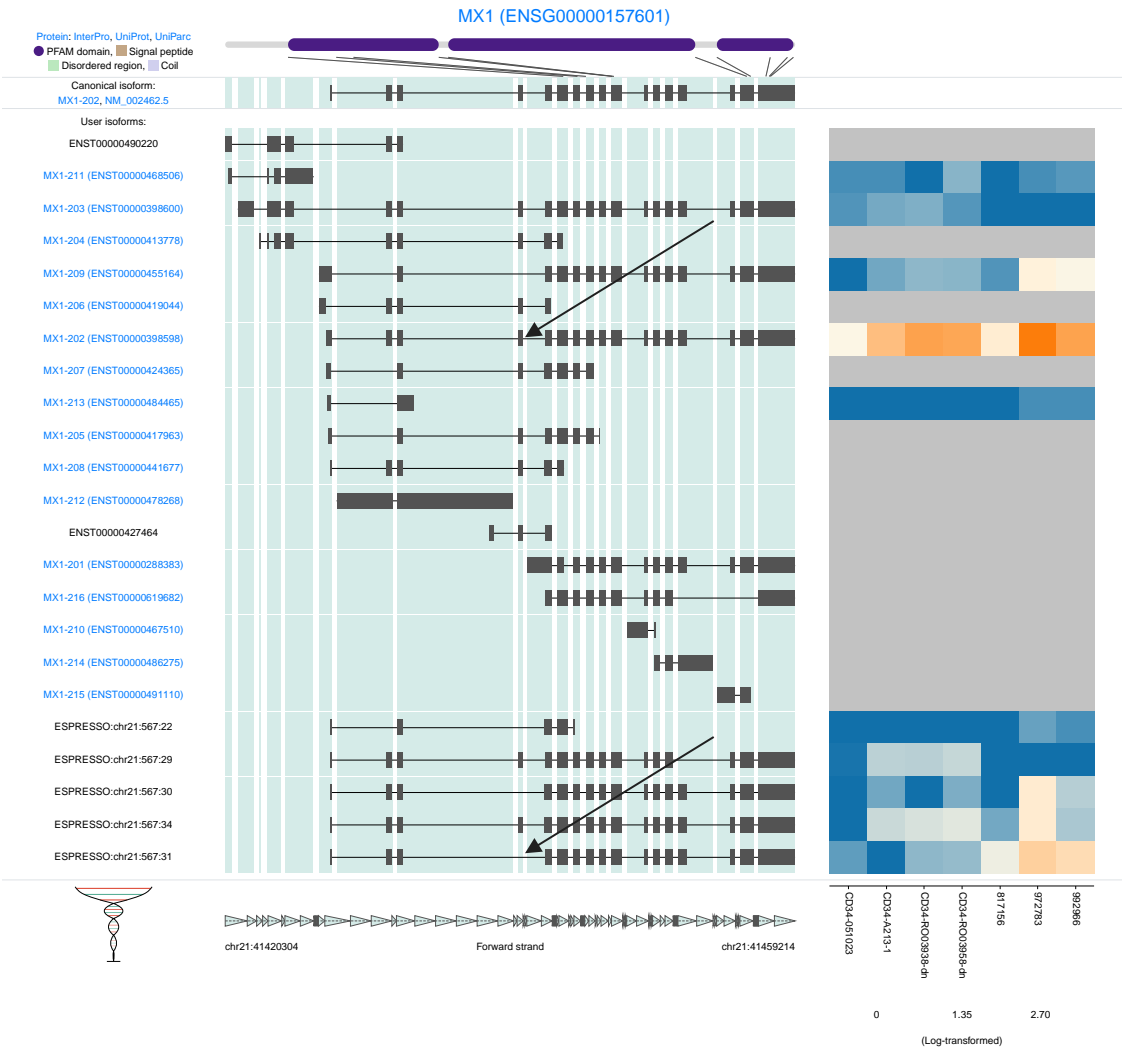 MX1 (ENSG00000157601)
Protein: InterPro, UniProt, UniParc
PFAM domain, Signal peptide
Disordered region, Coil
Canonical isoform:
MX1-202, NM_002462.5
User isoforms:
ENST00000490220
MX1-211 (ENST00000468506)
MX1-203 (ENST00000398600)
MX1-204 (ENST00000413778)
MX1-209 (ENST00000455164)
MX1-206 (ENST00000419044)
MX1-202 (ENST00000398598)
MX1-207 (ENST00000424365)
MX1-213 (ENST00000484465)
MX1-205 (ENST00000417963)
MX1-208 (ENST00000441677)
MX1-212 (ENST00000478268)
ENST00000427464
MX1-201 (ENST00000288383)
MX1-216 (ENST00000619682)
MX1-210 (ENST00000467510)
MX1-214 (ENST00000486275)
MX1-215 (ENST00000491110)
ESPRESSO:chr21:567:22
ESPRESSO:chr21:567:29
ESPRESSO:chr21:567:30
ESPRESSO:chr21:567:34
ESPRESSO:chr21:567:31
chr21:41420304 Forward strand chr21:41459214
CD34-051023
CD34-A213-1
CD34-RO03938-dn
CD34-RO03958-dn
817156
972783
992966
0 1.35 2.70
(Log-transformed)